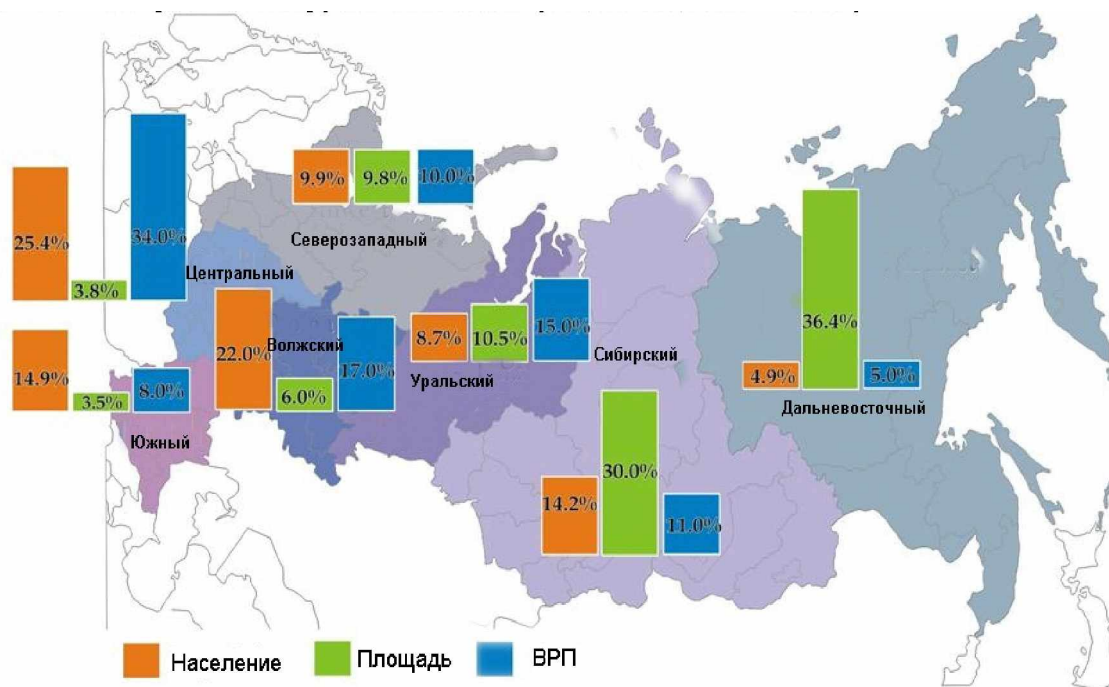 9.9% 9.8% 10.0%
25.4% 3.8% 34.0%
Северозападный
Центральный
14.9% 3.5% 8.0%
22.0% 6.0% 17.0%
Волжский
8.7% 10.5% 15.0%
Уральский
Сибирский
4.9% 36.4% 5.0%
Дальневосточный
Южный
14.2% 30.0% 11.0%
Население Площадь ВРП